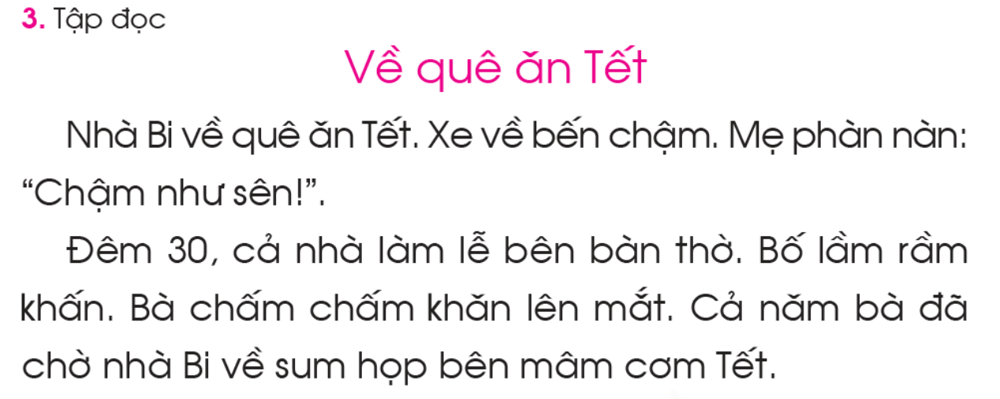 3. Tập đọc
Về quê ăn Tết
Nhà Bi về quê ăn Tết. Xe về bến chậm. Mẹ phàn nàn:
“Chậm như sên!”.
Đêm 30, cả nhà làm lễ bên bàn thờ. Bố lầm rầm
khấn. Bà chấm chấm khăn lên mắt. Cả năm bà đã
chờ nhà Bi về sum họp bên mâm cơm Tết.